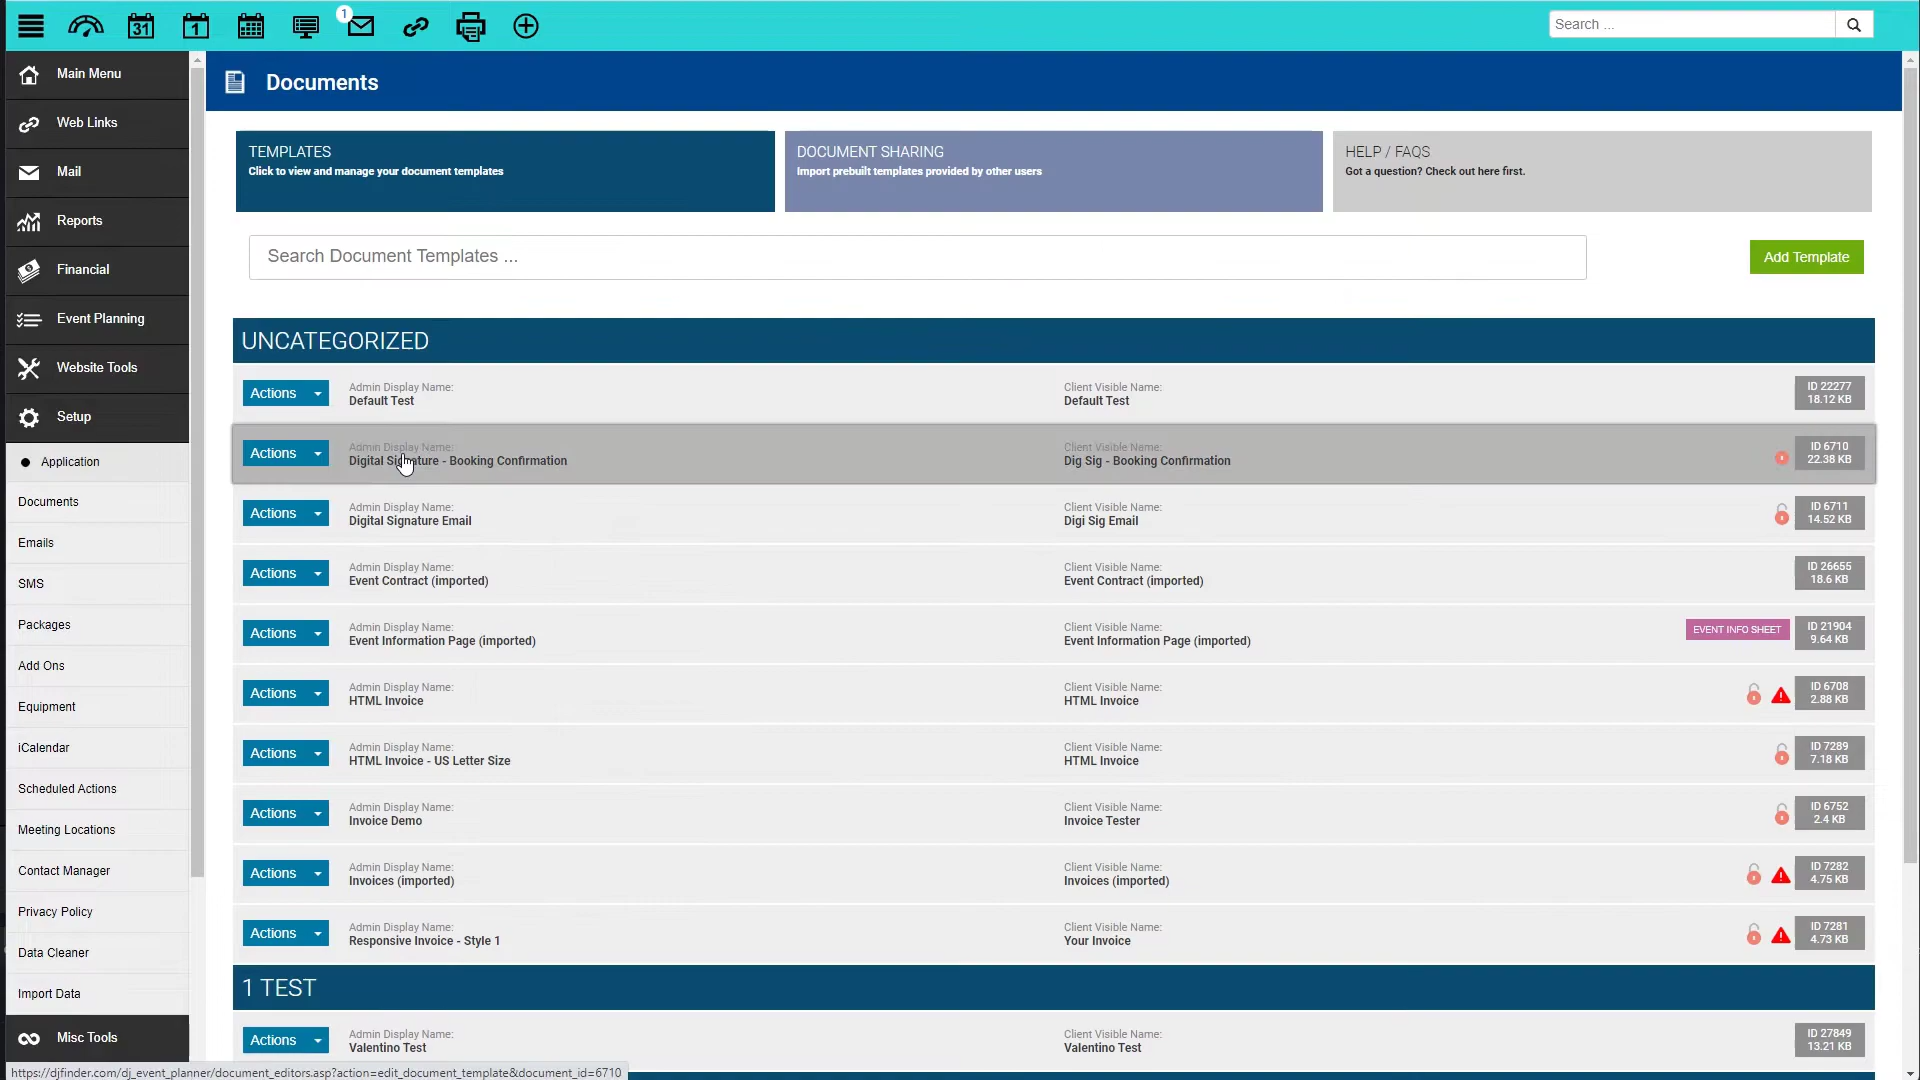 31
1
1
Search ...
Main Menu
Web Links
Mail
Reports
Financial
Event Planning
Website Tools
Setup
Application
Documents
Emails
SMS
Packages
Add Ons
Equipment
iCalendar
Scheduled Actions
Meeting Locations
Contact Manager
Privacy Policy
Data Cleaner
Import Data
Misc Tools
Documents
TEMPLATES
Click to view and manage your document templates
DOCUMENT SHARING
Import prebuilt templates provided by other users
HELP / FAQS
Got a question? Check out here first.
Search Document Templates ...
Add Template
UNCATEGORIZED
Actions
Admin Display Name:
Default Test
Client Visible Name:
Default Test
ID 22277
18.12 KB
Actions
Admin Display Name:
Digital Signature - Booking Confirmation
Client Visible Name:
Dig Sig - Booking Confirmation
ID 6710
22.38 KB
Actions
Admin Display Name:
Digital Signature Email
Client Visible Name:
Digi Sig Email
ID 6711
14.52 KB
Actions
Admin Display Name:
Event Contract (imported)
Client Visible Name:
Event Contract (imported)
ID 26655
18.6 KB
Actions
Admin Display Name:
Event Information Page (imported)
Client Visible Name:
Event Information Page (imported)
EVENT INFO SHEET
ID 21904
9.64 KB
Actions
Admin Display Name:
HTML Invoice
Client Visible Name:
HTML Invoice
ID 6708
2.88 KB
Actions
Admin Display Name:
HTML Invoice - US Letter Size
Client Visible Name:
HTML Invoice
ID 7289
7.18 KB
Actions
Admin Display Name:
Invoice Demo
Client Visible Name:
Invoice Tester
ID 6752
2.4 KB
Actions
Admin Display Name:
Invoices (imported)
Client Visible Name:
Invoices (imported)
ID 7282
4.75 KB
Actions
Admin Display Name:
Responsive Invoice - Style 1
Client Visible Name:
Your Invoice
ID 7281
4.73 KB
1 TEST
Actions
Admin Display Name:
Valentino Test
Client Visible Name:
Valentino Test
ID 27849
13.21 KB
https://djfinder.com/dj_event_planner/document_editors.asp?action=edit_document_template&document_id=6710